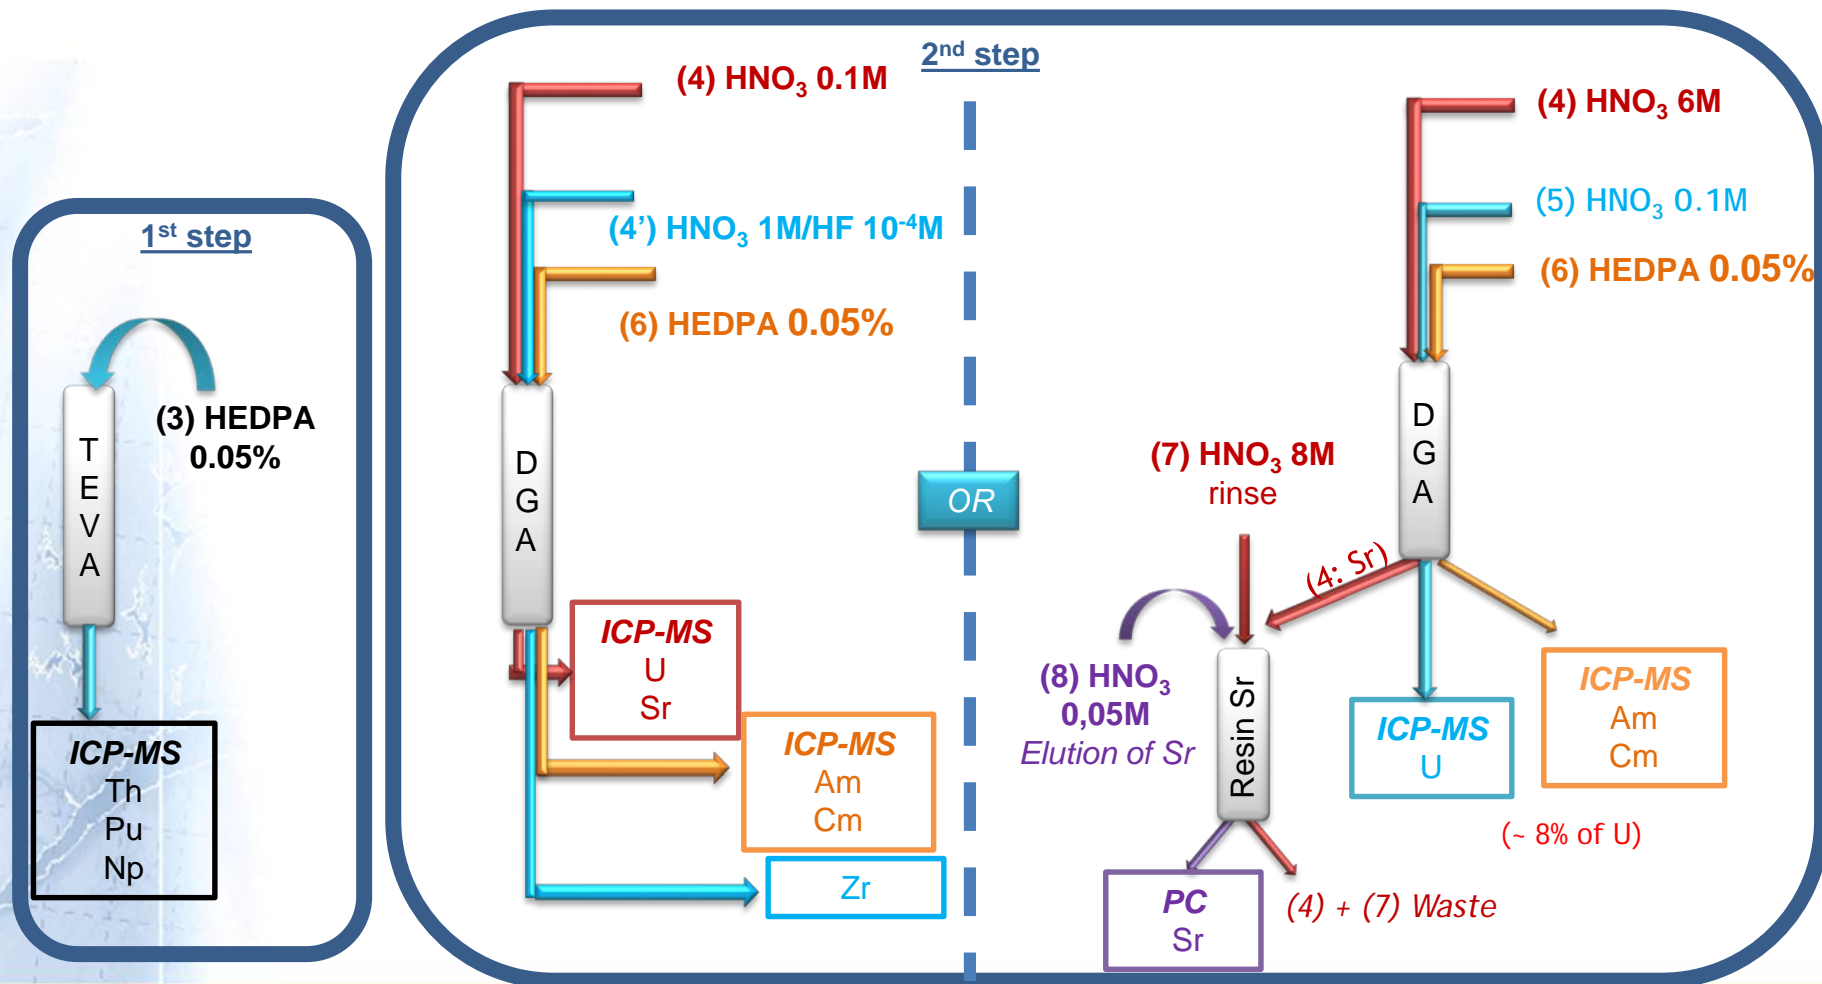 1st step
(3) HEDPA
0.05%
T
E
V
A
ICP-MS
Th
Pu
Np
2nd step
(4) HNO3 0.1M
(4’) HNO3 1M/HF 10-4M
(6) HEDPA 0.05%
D
G
A
ICP-MS
U
Sr
ICP-MS
Am
Cm
Zr
OR
(4) HNO3 6M
(5) HNO3 0.1M
(6) HEDPA 0.05%
D
G
A
(7) HNO3 8M
rinse
(4: Sr)
(8) HNO3
0,05M
Elution of Sr
Resin Sr
ICP-MS
U
ICP-MS
Am
Cm
(~ 8% of U)
PC
Sr
(4) + (7) Waste